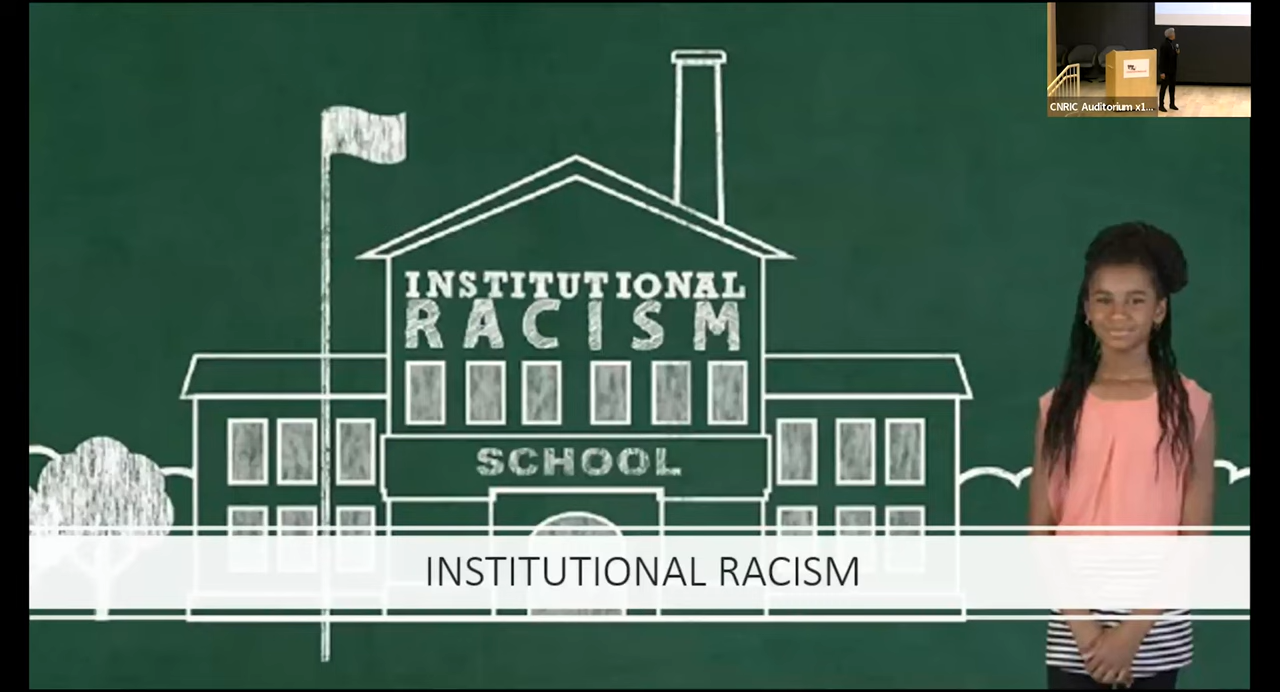 CNRIC Auditorium x1...
INSTITUTIONAL
RACISM
SCHOOL
INSTITUTIONAL RACISM